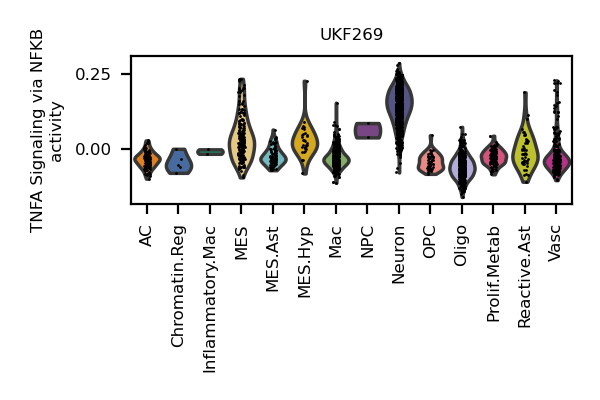 UKF269
TNFA Signaling via NFKB
activity
0.25
0.00
AC
Chromatin.Reg
Inflammatory.Mac
MES
MES.Ast
MES.Hyp
Mac
NPC
Neuron
OPC
Oligo
Prolif.Metab
Reactive.Ast
Vasc